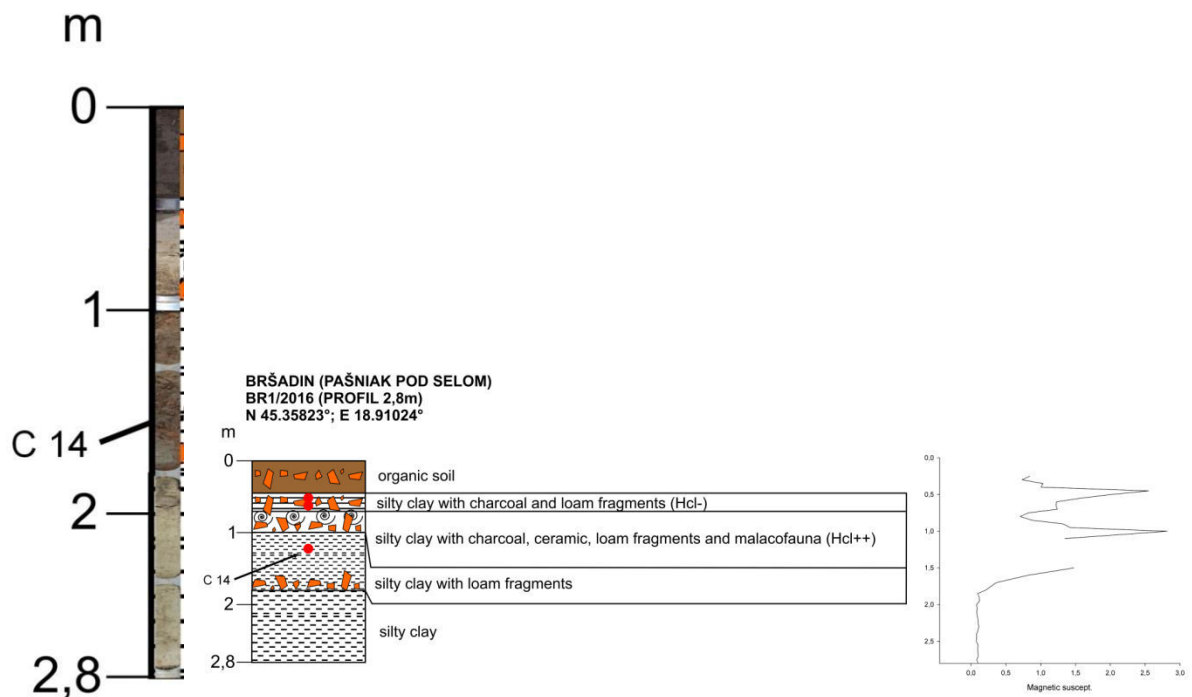 m
0
1
C 14
2
2,8
BRŠADIN (PAŠNIAK POD SELOM)
BR1/2016 (PROFIL 2,8m)
N 45.35823°; E 18.91024°
m
0
organic soil
silty clay with charcoal and loam fragments (Hcl-)
1
silty clay with charcoal, ceramic, loam fragments and malacofauna (Hcl++)
C 14
silty clay with loam fragments
2
silty clay
2,8
0.0
0.5
1.0
1.5
2.0
2.5
0,0 0,5 1,0 1,5 2,0 2,5 3,0
Magnetic suscept.